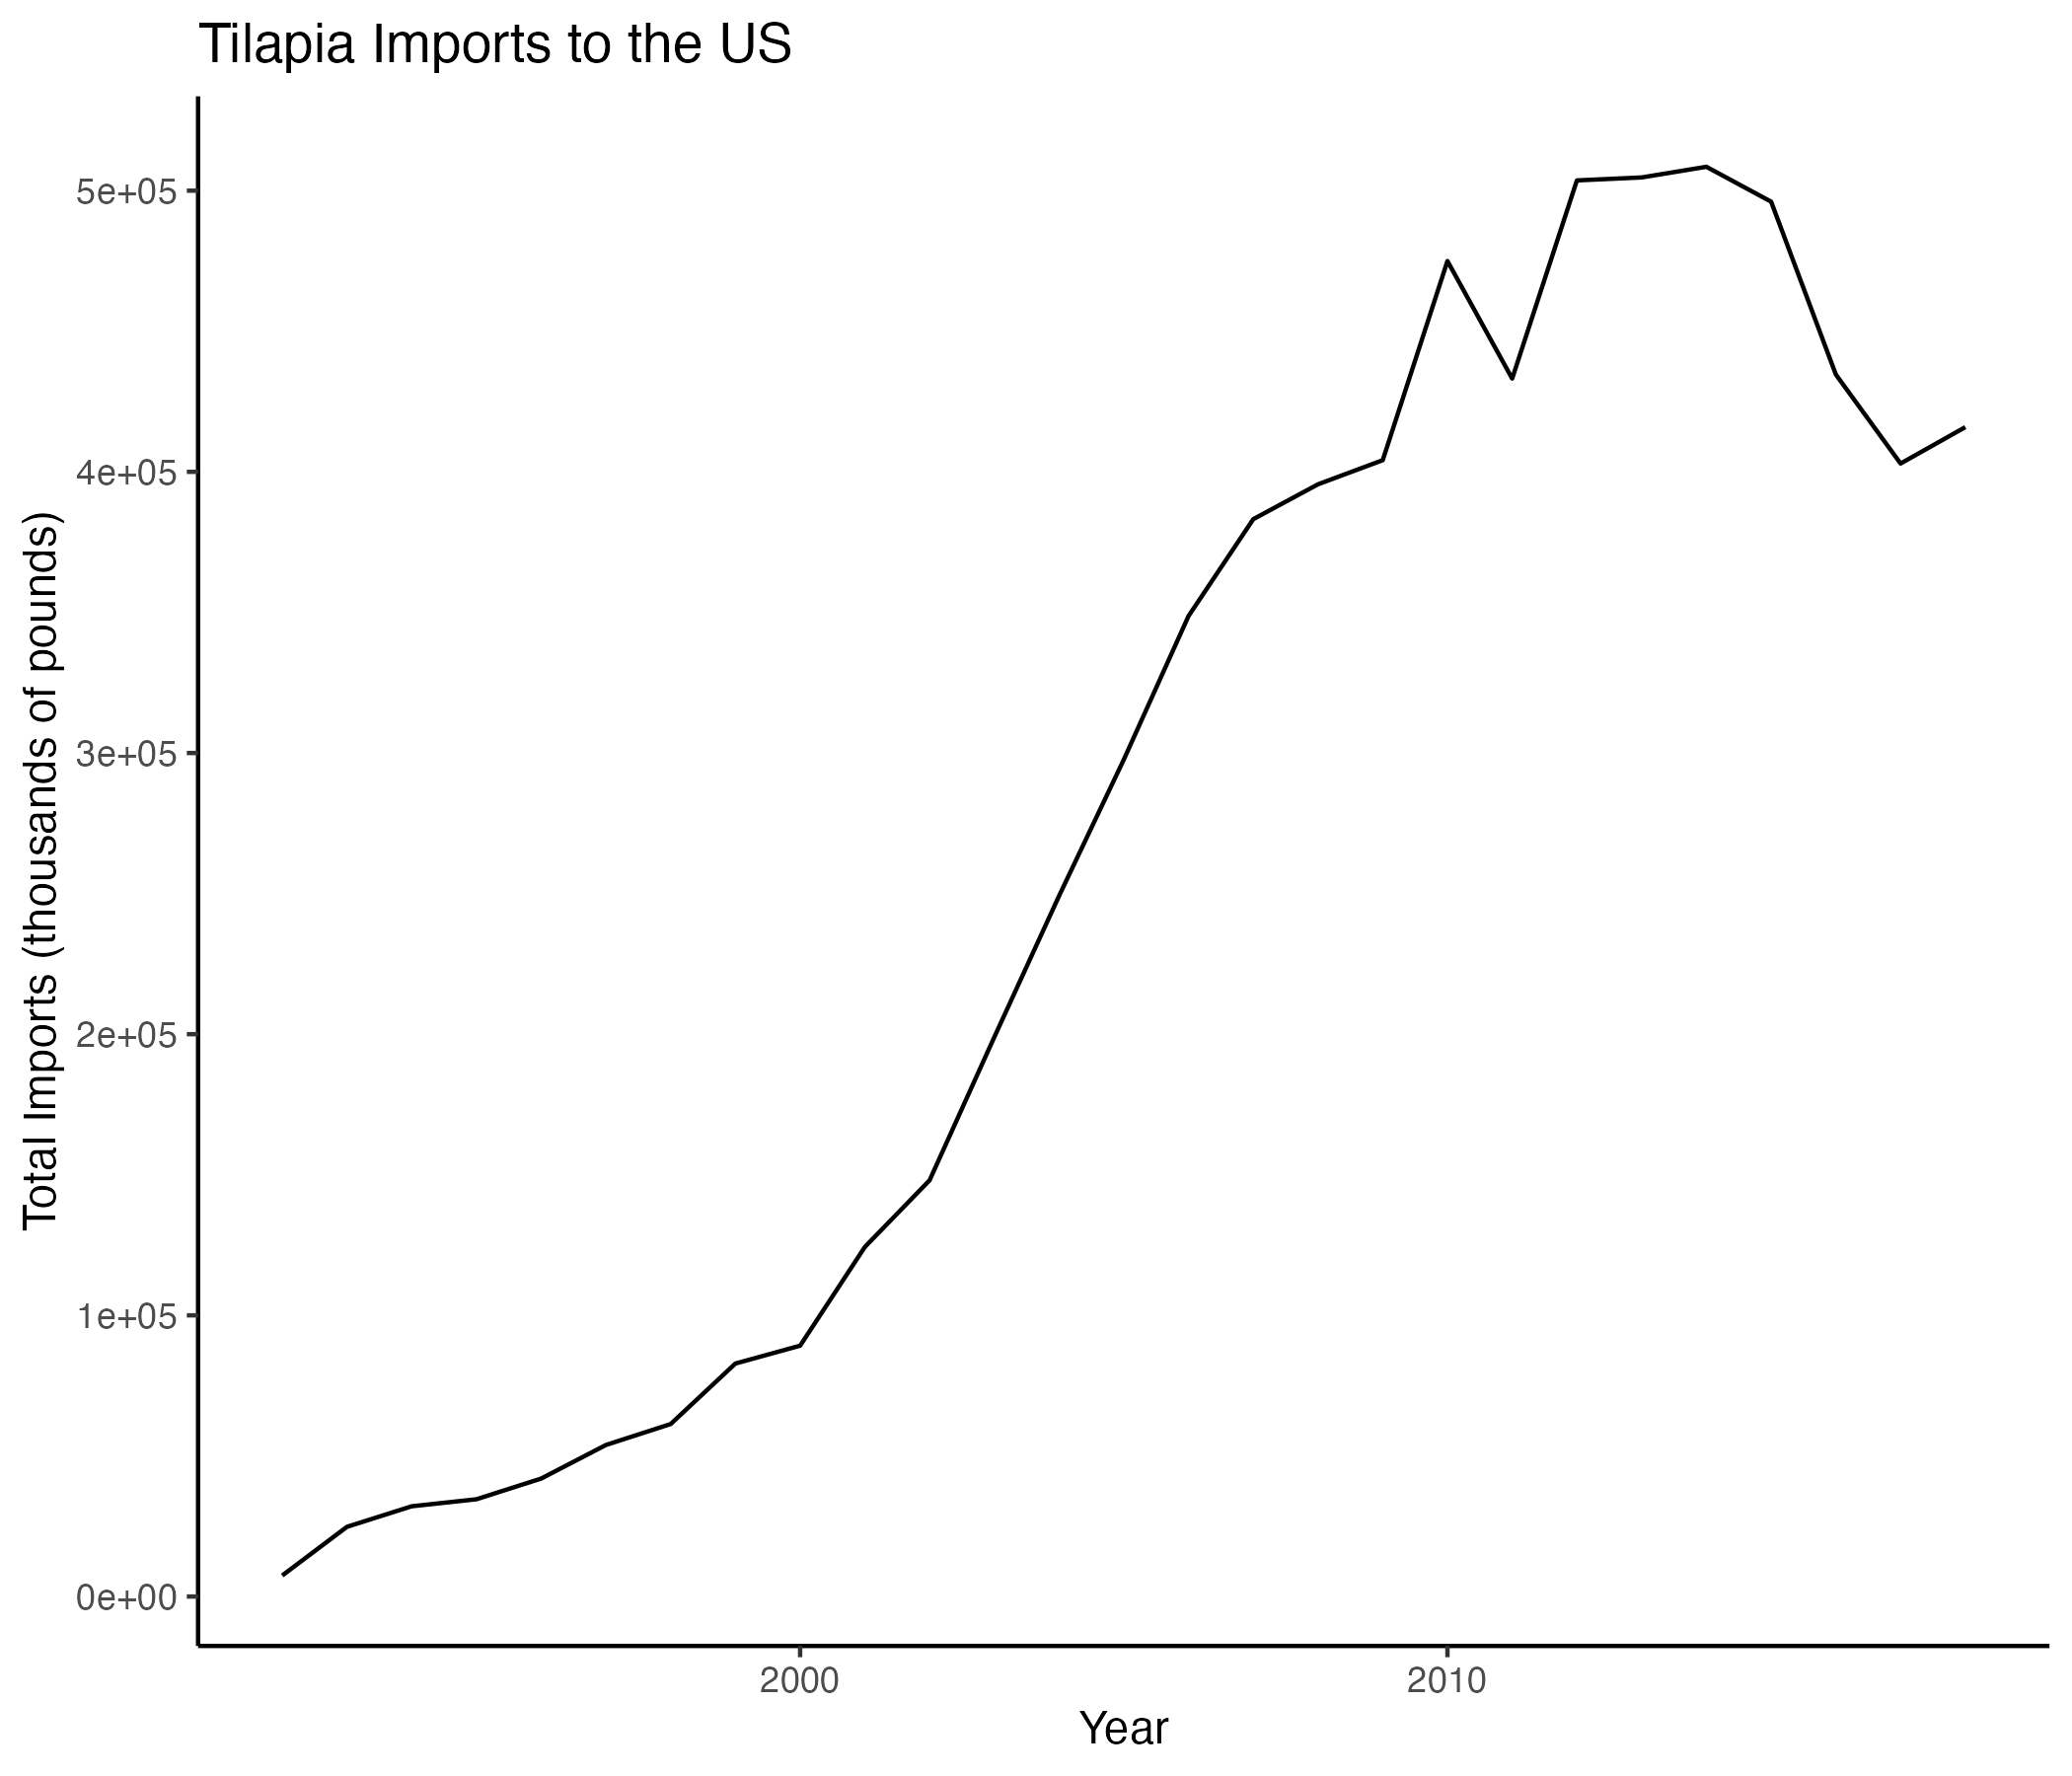 Tilapia Imports to the US
Total Imports (thousands of pounds)
5e+05
4e+05
3e+05
2e+05
1e+05
0e+00
2000
2010
Year